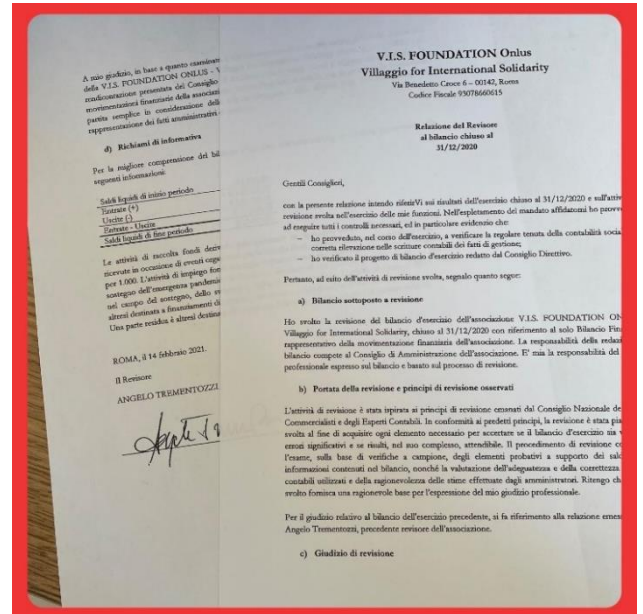 V.I.S. FOUNDATION Onlus
Villaggio for International Solidarity
Via Benedetto Croce 6 – 00142, Roma
Codice Fiscale 95078660615
Relazione del Revisore
al bilancio chiuso al
31/12/2020
Gentili Consiglieri,
con la presente relazione intendo riferirVi sui risultati dell'esercizio chiuso al 31/12/2020 e sull'attiv
revisione svolta nell'esercizio delle mie funzioni. Nell'espletamento del mandato affidatomi ho provve
ad eseguire tutti i controlli necessari, ed in particolare evidenzio che:
– ho provveduto, nel corso dell'esercizio, a verificare la regolare tenuta della contabilità socia
corretta rilevazione nelle scritture contabili dei fatti di gestione;
– ho verificato il progetto di bilancio d'esercizio redatto dal Consiglio Direttivo.
Pertanto, ad esito dell'attività di revisione svolta, segnalo quanto segue:
a) Bilancio sottoposto a revisione
Ho svolto la revisione del bilancio d'esercizio dell'associazione V.I.S. FOUNDATION ON
Villaggio for International Solidarity, chiuso al 31/12/2020 con riferimento al solo Bilancio Fin
rappresentativo della movimentazione finanziaria dell'associazione. La responsabilità della redaz
bilancio compete al Consiglio di Amministrazione dell'associazione. E' mia la responsabilità del
professionale espresso sul bilancio e basato sul processo di revisione.
b) Portata della revisione e principi di revisione osservati
L'attività di revisione è stata ispirata ai principi di revisione emanati dal Consiglio Nazionale de
Commercialisti e degli Esperti Contabili. In conformità ai predetti principi, la revisione è stata pia
svolta al fine di acquisire ogni elemento necessario per accertare se il bilancio d'esercizio sia v
errori significativi e se risulti, nel suo complesso, attendibile. Il procedimento di revisione co
l'esame, sulla base di verifiche a campione, degli elementi probativi a supporto dei sald
informazioni contenuti nel bilancio, nonché la valutazione dell'adeguatezza e della correttezza
contabili utilizzati e della ragionevolezza delle stime effettuate dagli amministratori. Ritengo ch
svolto fornisca una ragionevole base per l'espressione del mio giudizio professionale.
Per il giudizio relativo al bilancio dell'esercizio precedente, si fa riferimento alla relazione emes
Angelo Trementozzi, precedente revisore dell'associazione.
c) Giudizio di revisione
A mio giudizio, in base a quanto esaminato
della V.I.S. FOUNDATION ONLUS - V
rendicontazione presentata del Consiglio
movimentazioni finanziarie della associazi
partita semplice in considerazione dell
rappresentazione dei fatti amministrativi
d) Richiami di informativa
Per la migliore comprensione del bil
seguenti informazioni
Saldi liquidi di inizio periodo
Entrate (+)
Uscite (-)
Entrate - Uscite
Saldi liquidi di fine periodo
Le attività di raccolta fondi deriv
ricevute in occasione di eventi orga
per 1.000. L'attività di impiego fon
sostegno dell'emergenza pandemic
nel campo del sostegno, dello s
altresì destinata a finanziamenti di
Una parte residua è altresì destina
ROMA, il 14 febbraio 2021.
Il Revisore
ANGELO TREMENTOZZI